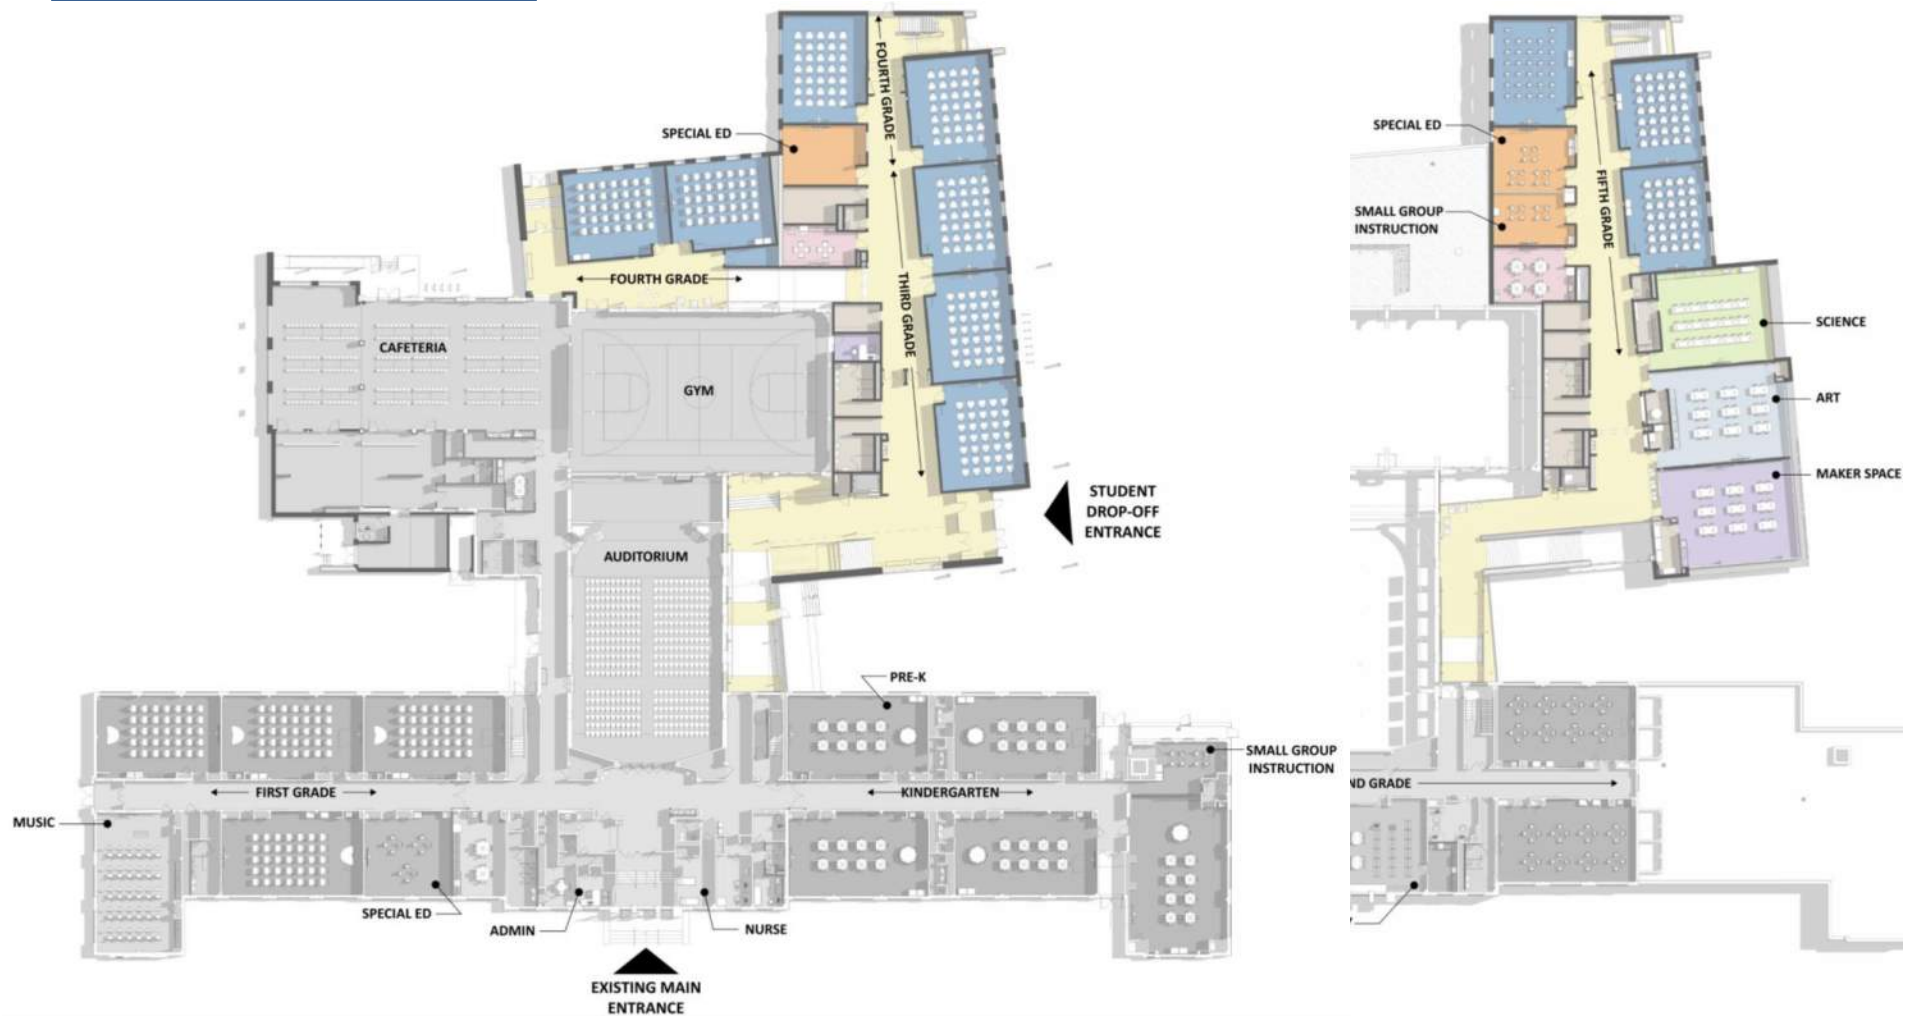 FOURTH GRADE
SPECIAL ED
FOURTH GRADE
THIRD GRADE
CAFETERIA
GYM
STUDENT
DROP-OFF
ENTRANCE
AUDITORIUM
PRE-K
SMALL GROUP
INSTRUCTION
FIRST GRADE
KINDERGARTEN
MUSIC
SPECIAL ED
ADMIN
NURSE
EXISTING MAIN
ENTRANCE
SPECIAL ED
SMALL GROUP
INSTRUCTION
FIFTH GRADE
SCIENCE
ART
MAKER SPACE
ND GRADE